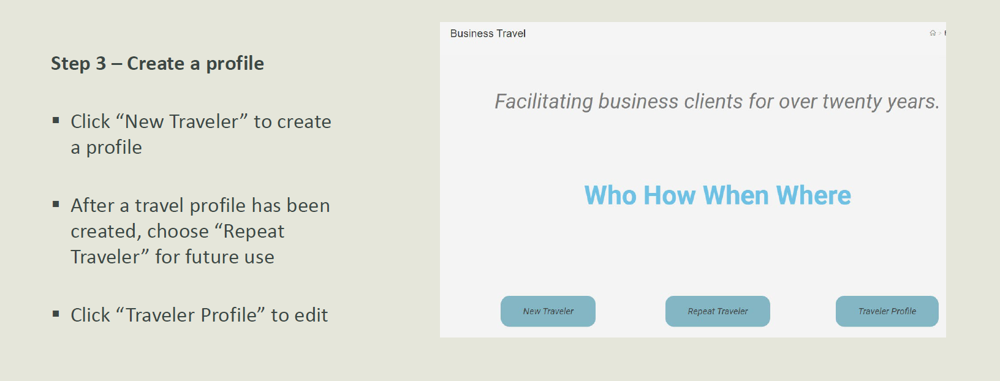 Step 3 – Create a profile
▪ Click “New Traveler” to create
a profile
▪ After a travel profile has been
created, choose “Repeat
Traveler” for future use
▪ Click “Traveler Profile” to edit
Business Travel
>
Facilitating business clients for over twenty years.
Who How When Where
New Traveler
Repeat Traveler
Traveler Profile